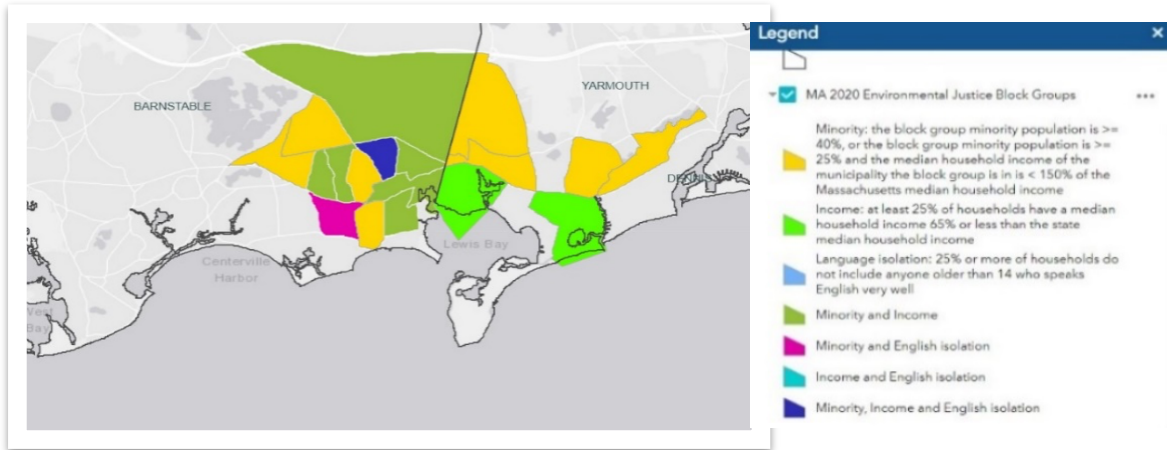 BARNSTABLE
YARMOUTH
Lewis Bay
Centerville
Harbor
West
Bay
Legend
MA 2020 Environmental Justice Block Groups
Minority: the block group minority population is >=
40%, or the block group minority population is >=
25% and the median household income of the
municipality the block group is in is < 150% of the
Massachusetts median household income
Income: at least 25% of households have a median
household income 65% or less than the state
median household income
Language isolation: 25% or more of households do
not include anyone older than 14 who speaks
English very well
Minority and Income
Minority and English isolation
Income and English isolation
Minority, Income and English isolation